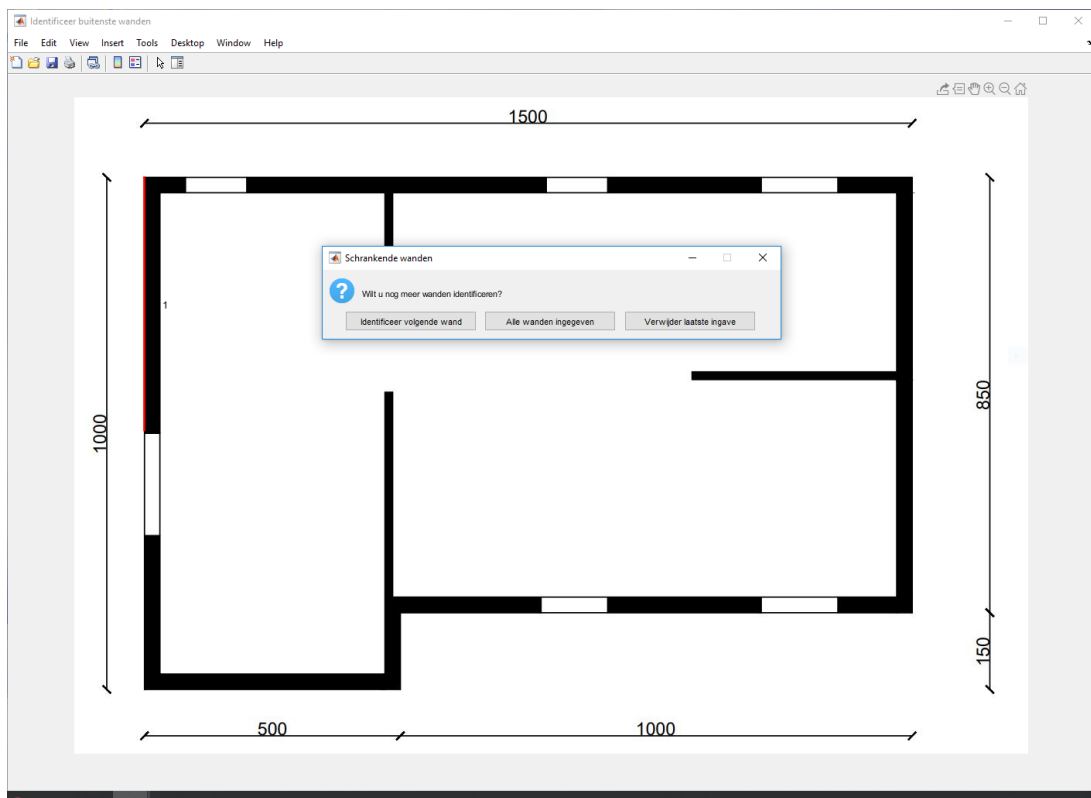 Identificeer buitenste wanden
File Edit View Insert Tools Desktop Window Help
1500
Schrankende wanden
Wilt u nog meer wanden identificeren?
Identificeer volgende wand Alle wanden ingegeven Verwijder laatste ingave
1
850
1000
150
500 1000